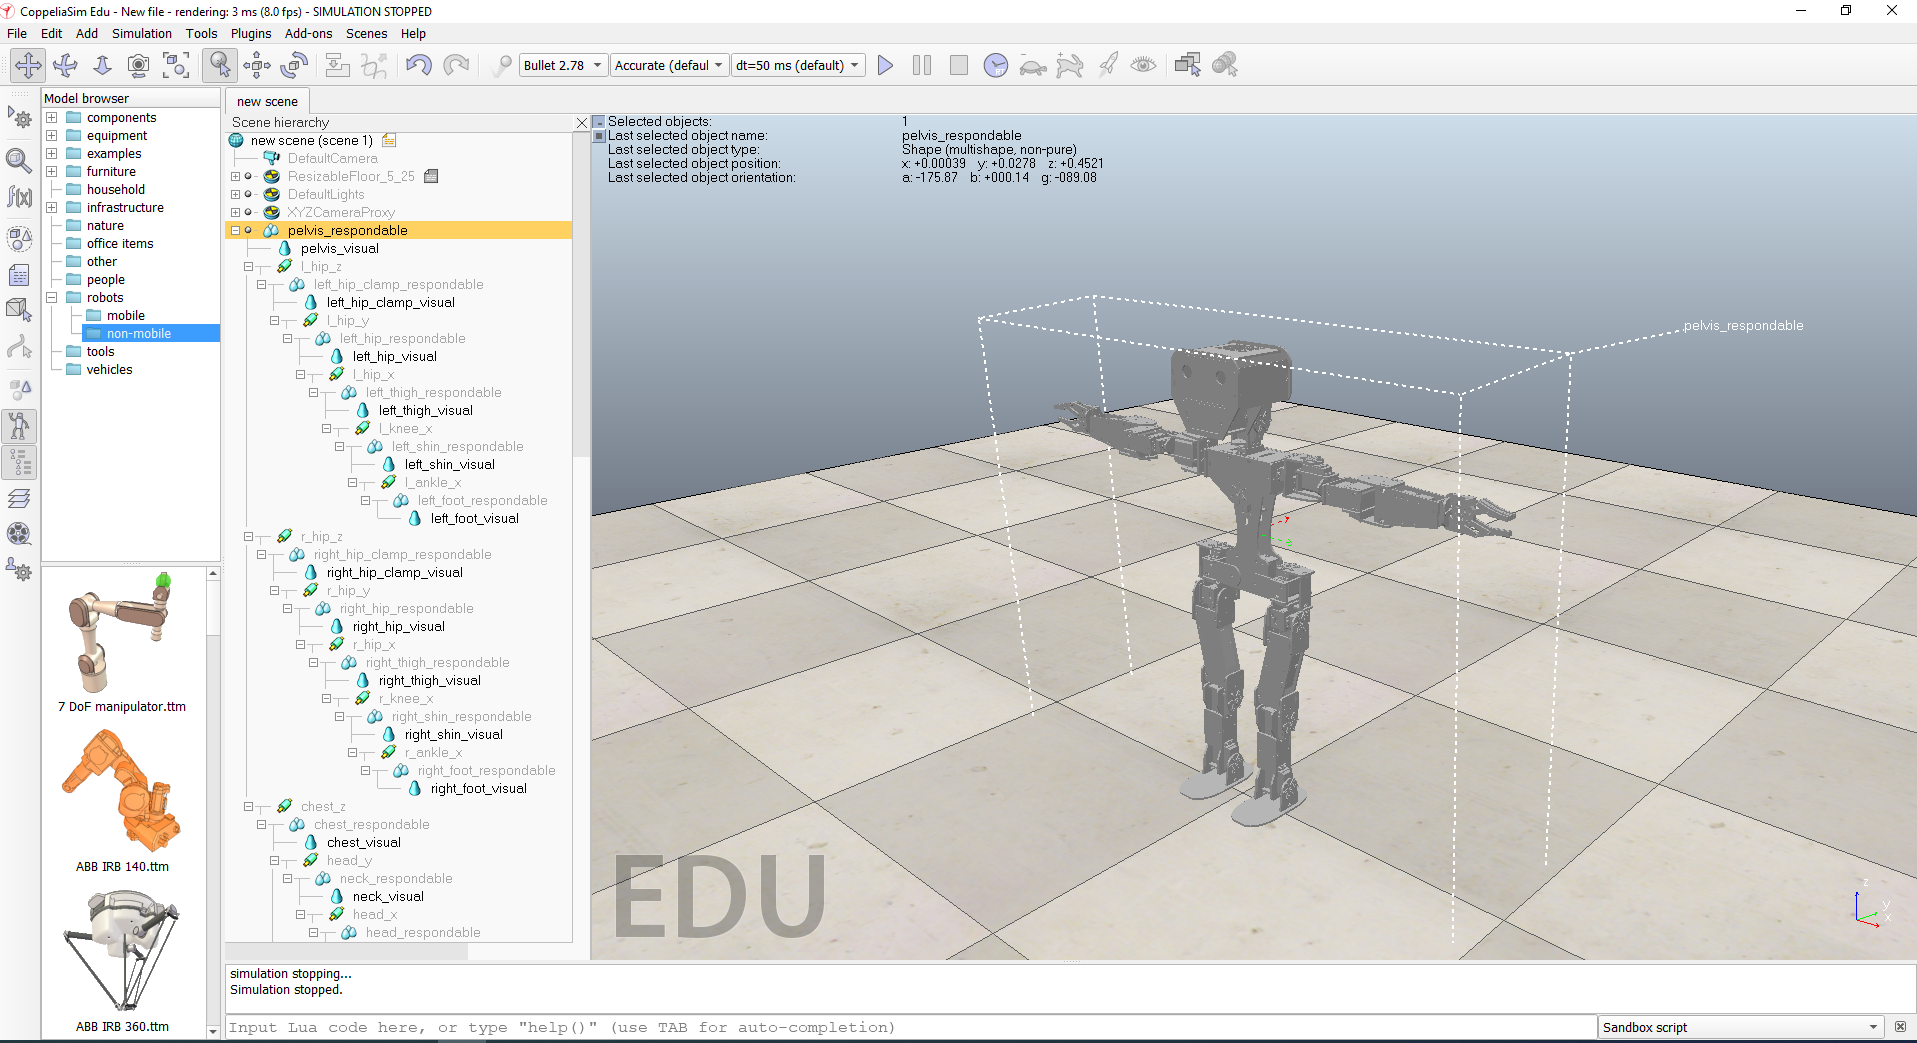 CoppeliaSim Edu - New file - rendering: 3 ms (8.0 fps) - SIMULATION STOPPED
File Edit Add Simulation Tools Plugins Add-ons Scenes Help
Bullet 2.78 Accurate (defaul dt=50 ms (default)
Model browser
components
equipment
examples
furniture
household
infrastructure
nature
office items
other
people
robots
mobile
non-mobile
tools
vehicles
7 DoF manipulator.ttm
ABB IRB 140.ttm
ABB IRB 360.ttm
new scene
Scene hierarchy
new scene (scene 1)
DefaultCamera
ResizableFloor_5_25
DefaultLights
XYZCameraProxy
pelvis_respondable
pelvis_visual
l_hip_z
left_hip_clamp_respondable
left_hip_clamp_visual
l_hip_y
left_hip_respondable
left_hip_visual
l_hip_x
left_thigh_respondable
left_thigh_visual
l_knee_x
left_shin_respondable
left_shin_visual
l_ankle_x
left_foot_respondable
left_foot_visual
r_hip_z
right_hip_clamp_respondable
right_hip_clamp_visual
r_hip_y
right_hip_respondable
right_hip_visual
r_hip_x
right_thigh_respondable
right_thigh_visual
r_knee_x
right_shin_respondable
right_shin_visual
r_ankle_x
right_foot_respondable
right_foot_visual
chest_z
chest_respondable
chest_visual
head_y
neck_respondable
neck_visual
head_x
head_respondable
Selected objects: 1
Last selected object name: pelvis_respondable
Last selected object type: Shape (multishape, non-pure)
Last selected object position: x: +0.00039 y: +0.0278 z: +0.4521
Last selected object orientation: a: -175.87 b: +000.14 g: -089.08
pelvis_respondable
EDU
z
y
x
simulation stopping...
Simulation stopped.
Input Lua code here, or type "help()" (use TAB for auto-completion)
Sandbox script